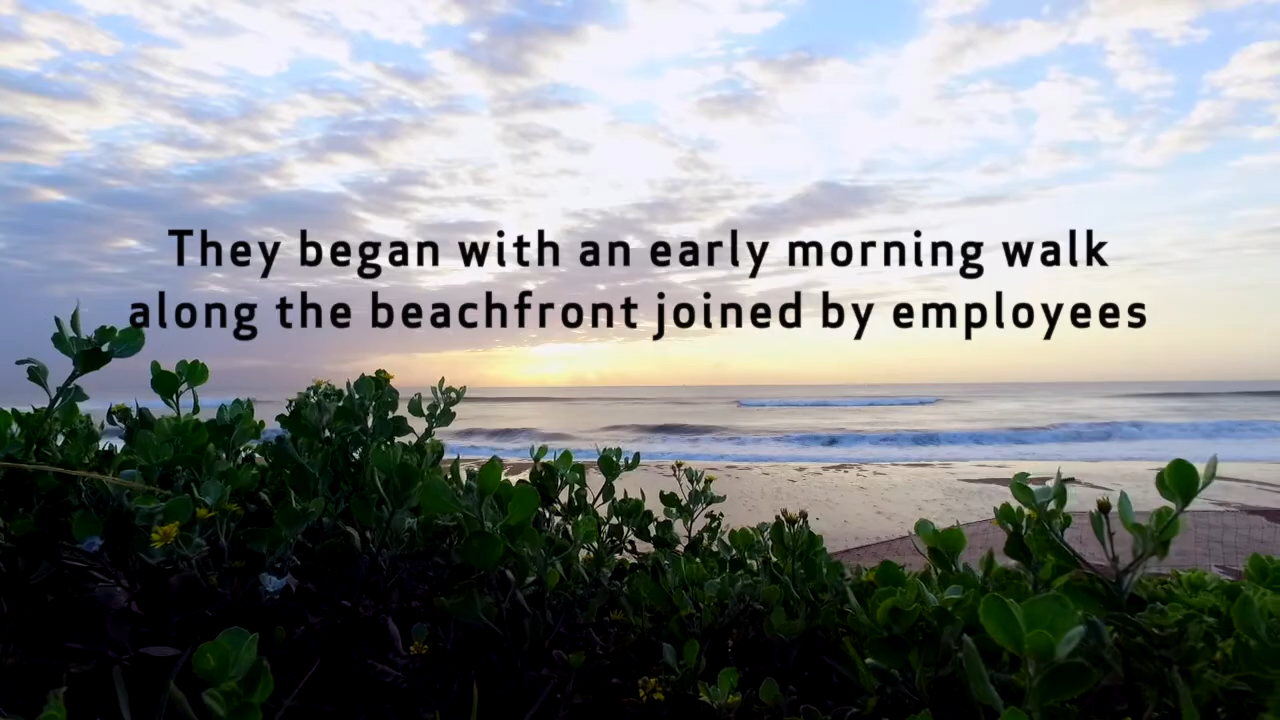 They began with an early morning walk
along the beachfront joined by employees